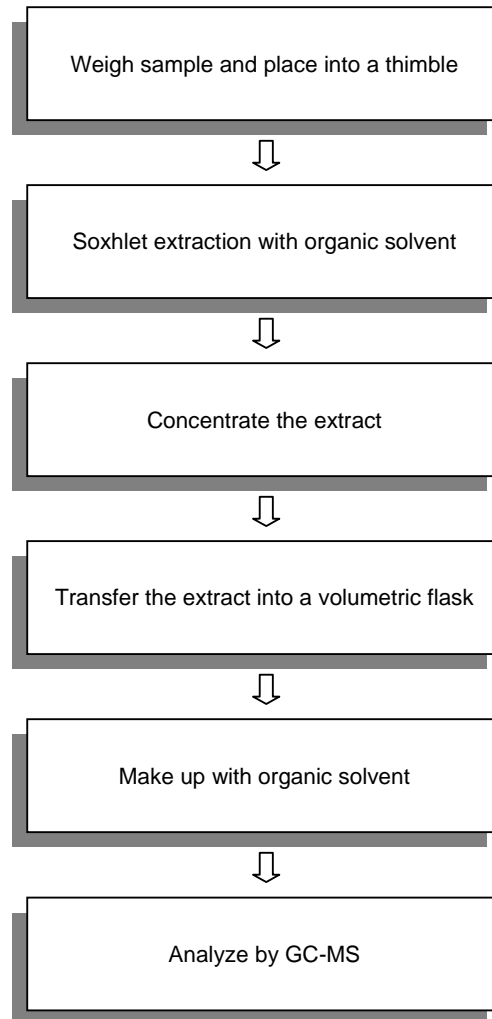 Weigh sample and place into a thimble
Soxhlet extraction with organic solvent
Concentrate the extract
Transfer the extract into a volumetric flask
Make up with organic solvent
Analyze by GC-MS